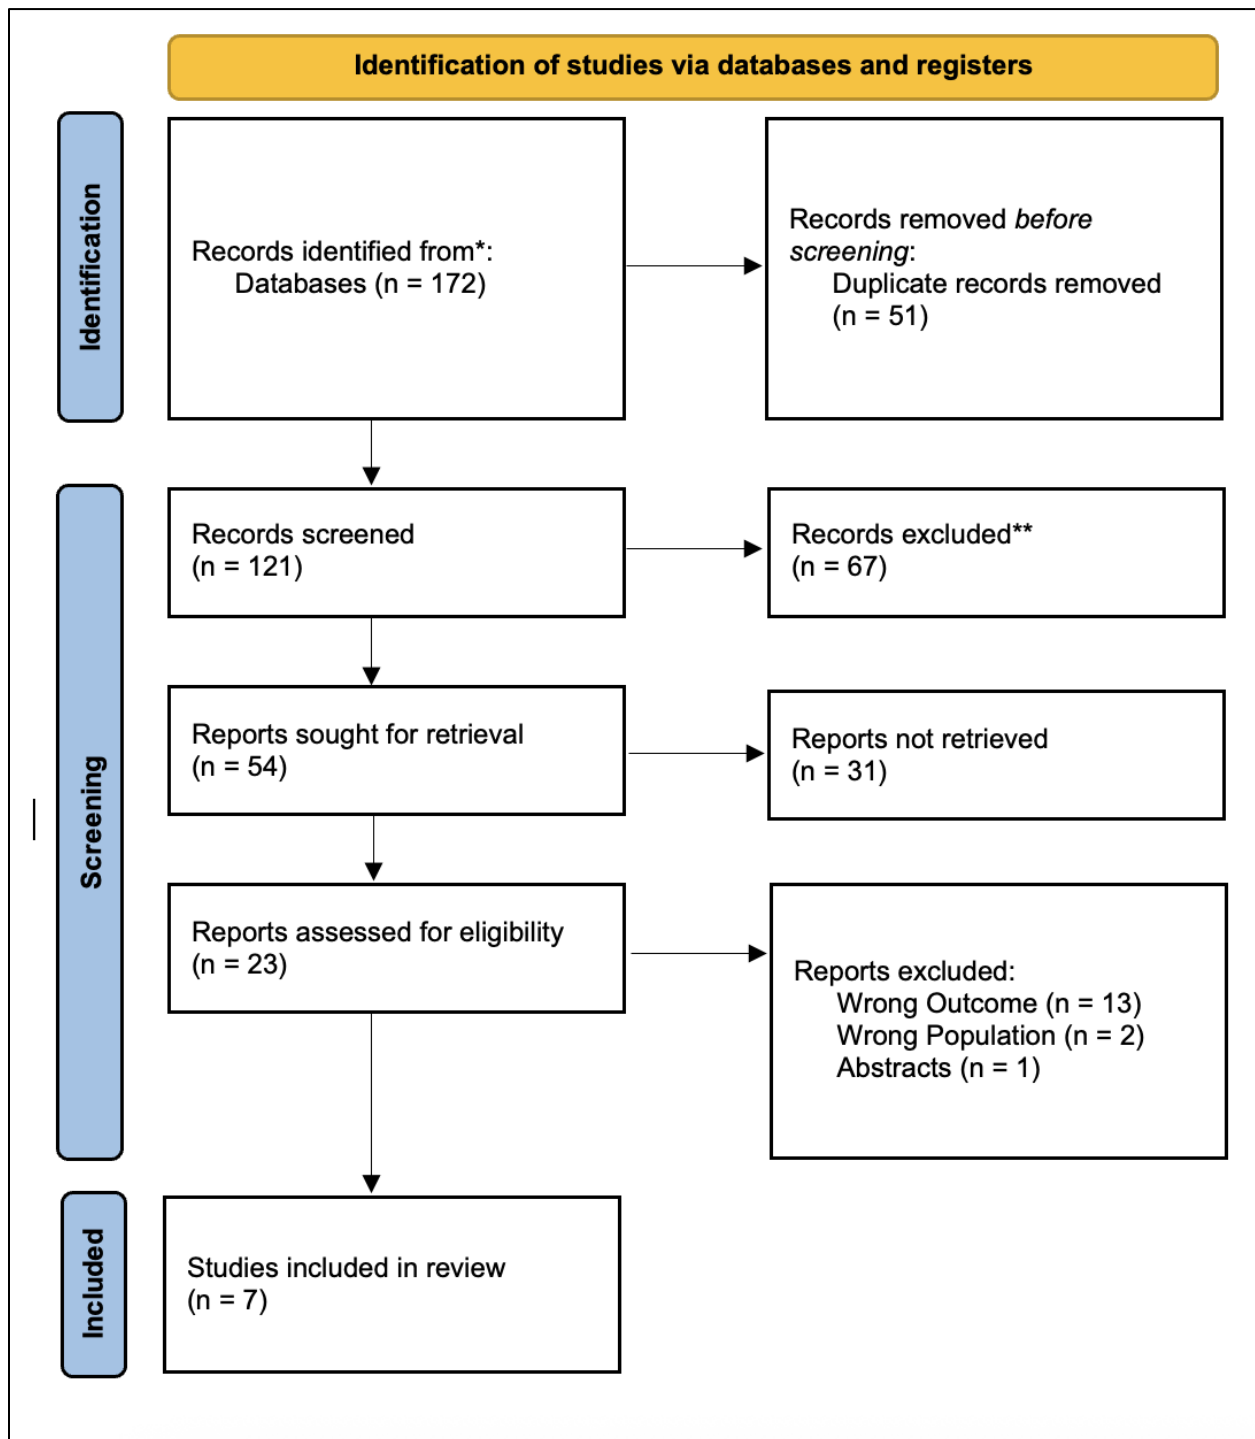 Identification of studies via databases and registers
Identification
Records identified from*:
Databases (n = 172)
Records removed before
screening:
Duplicate records removed
(n = 51)
Screening
Records screened
(n = 121)
Records excluded**
(n = 67)
Reports sought for retrieval
(n = 54)
Reports not retrieved
(n = 31)
Reports assessed for eligibility
(n = 23)
Reports excluded:
Wrong Outcome (n = 13)
Wrong Population (n = 2)
Abstracts (n = 1)
Included
Studies included in review
(n = 7)